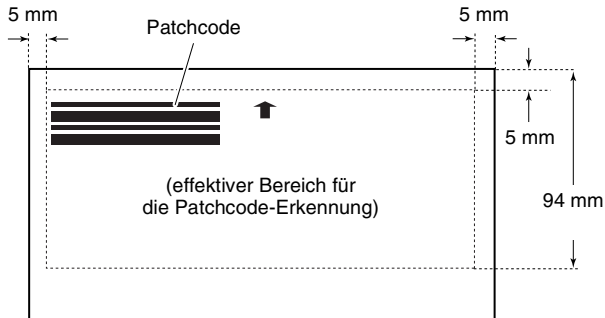 5 mm
Patchcode
5 mm
5 mm
(effektiver Bereich für
die Patchcode-Erkennung)
94 mm